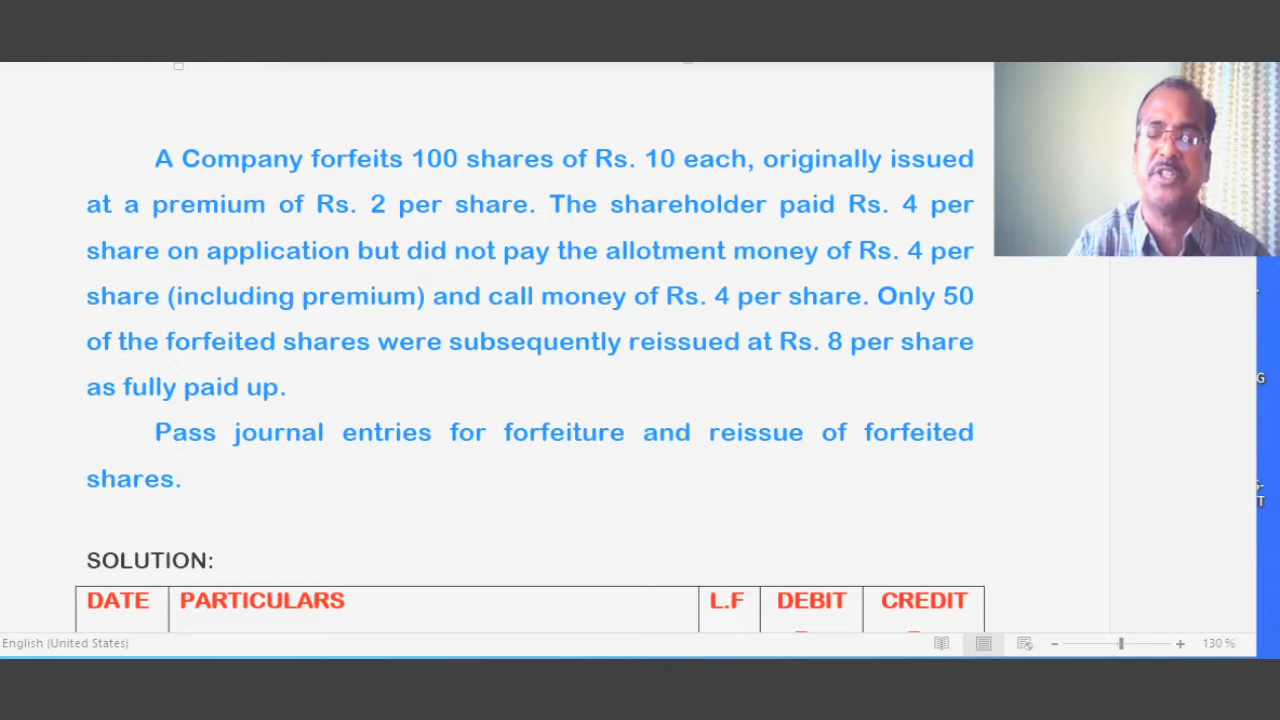 A Company forfeits 100 shares of Rs. 10 each, originally issued
at a premium of Rs. 2 per share. The shareholder paid Rs. 4 per
share on application but did not pay the allotment money of Rs. 4 per
share (including premium) and call money of Rs. 4 per share. Only 50
of the forfeited shares were subsequently reissued at Rs. 8 per share
as fully paid up.
Pass journal entries for forfeiture and reissue of forfeited
shares.
SOLUTION:
DATE PARTICULARS L.F DEBIT CREDIT
English (United States) 130 %
G
T